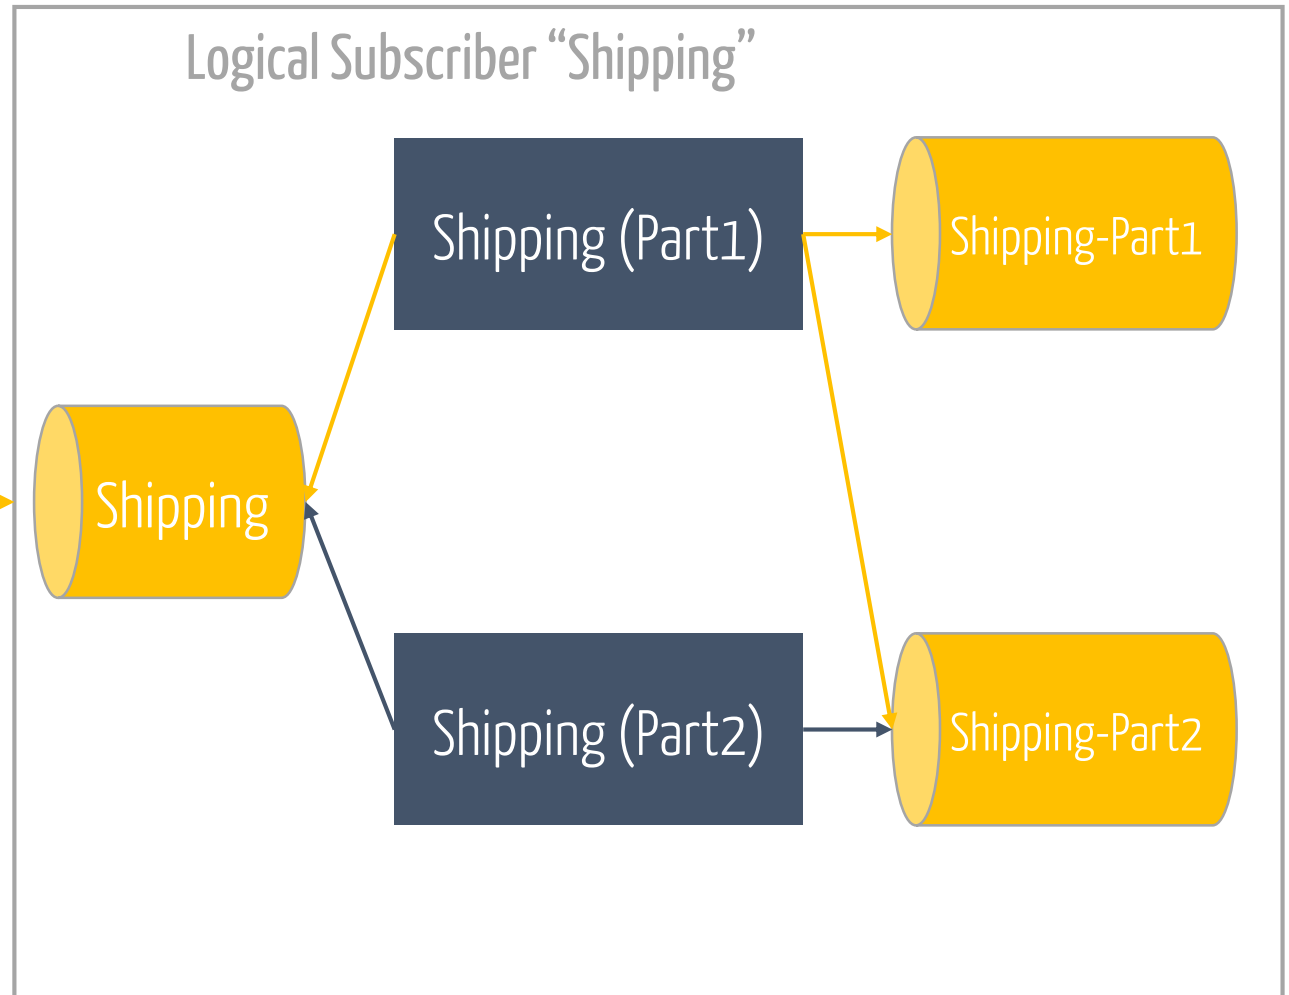 Logical Subscriber “Shipping”
Shipping (Part1)
Shipping-Part1
Shipping
Shipping (Part2)
Shipping-Part2